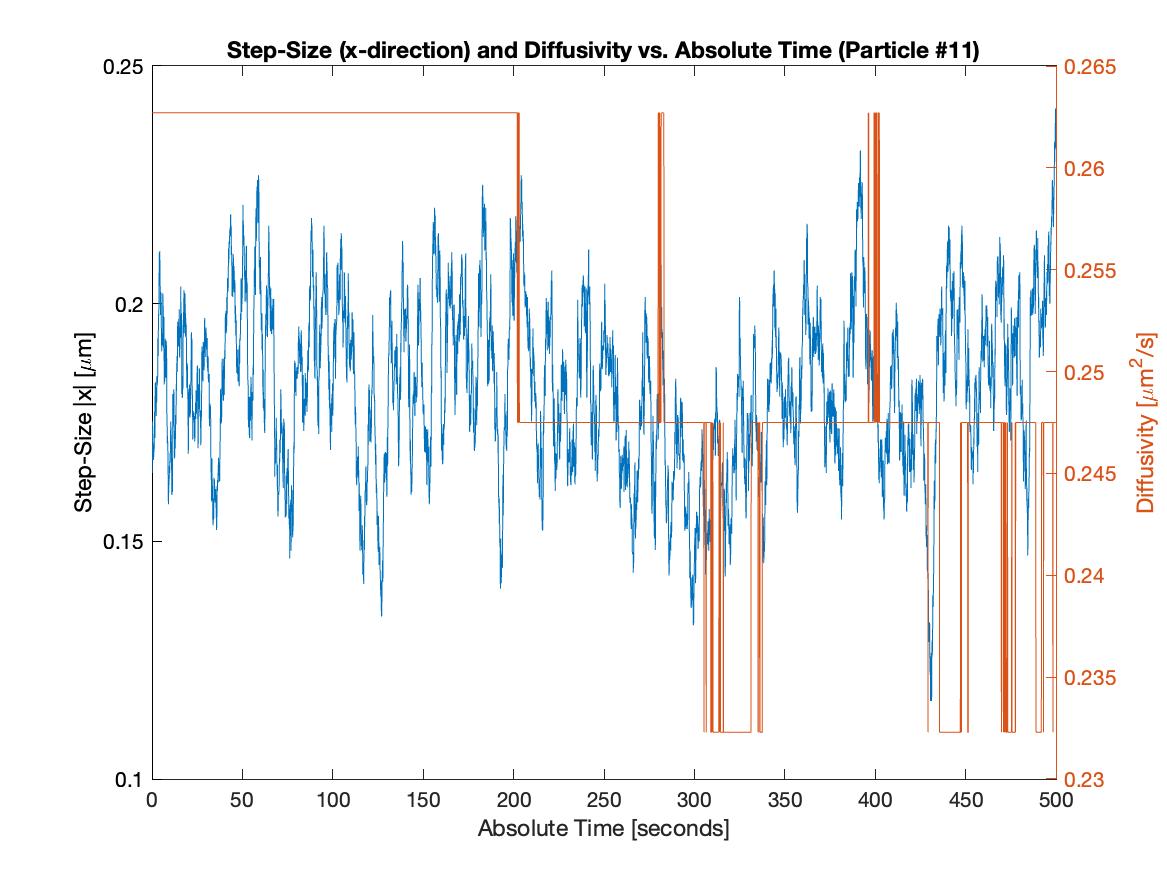 Step-Size (x-direction) and Diffusivity vs. Absolute Time (Particle #11)
0.25
0.2
0.15
0.1
Step-Size |x| [μm]
0.265
0.26
0.255
0.25
0.245
0.24
0.235
0.23
Diffusivity [μm²/s]
0 50 100 150 200 250 300 350 400 450 500
Absolute Time [seconds]